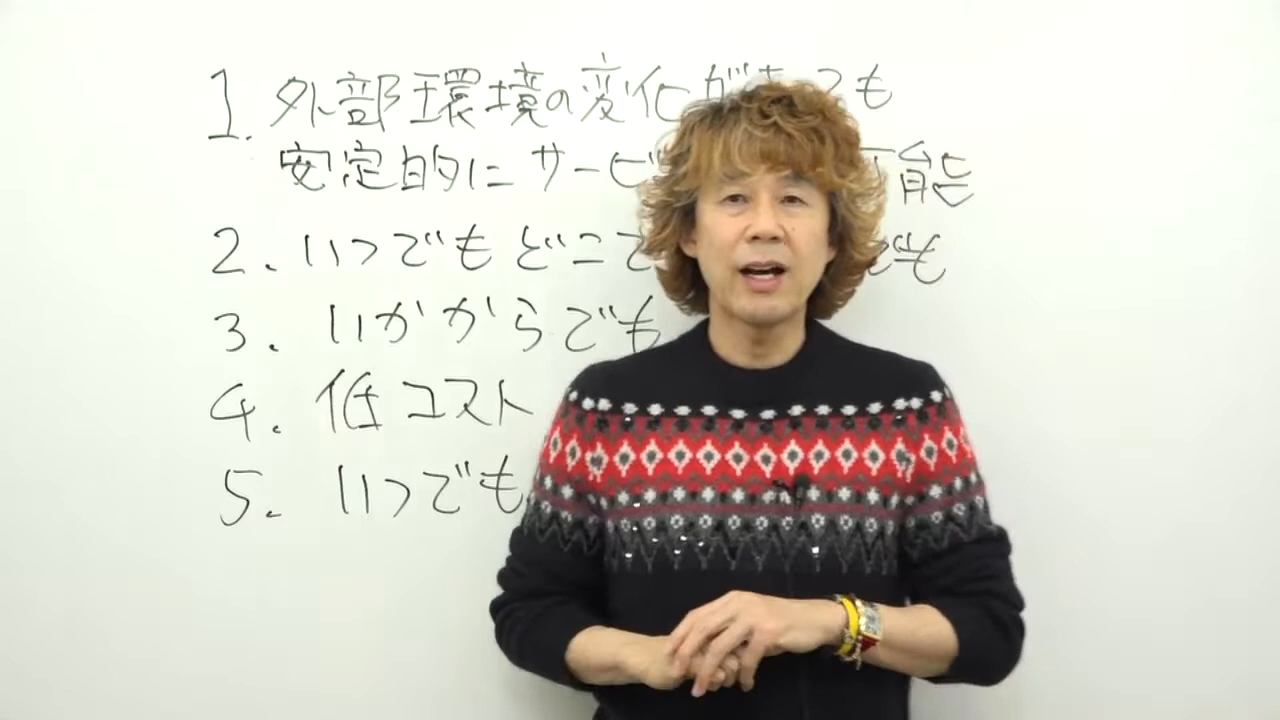 1. 外部環境の変化が も
安定的にサービ 可能
2. いつでもどこで でも
3. いかからでも
4. 低コスト
5. いつでも